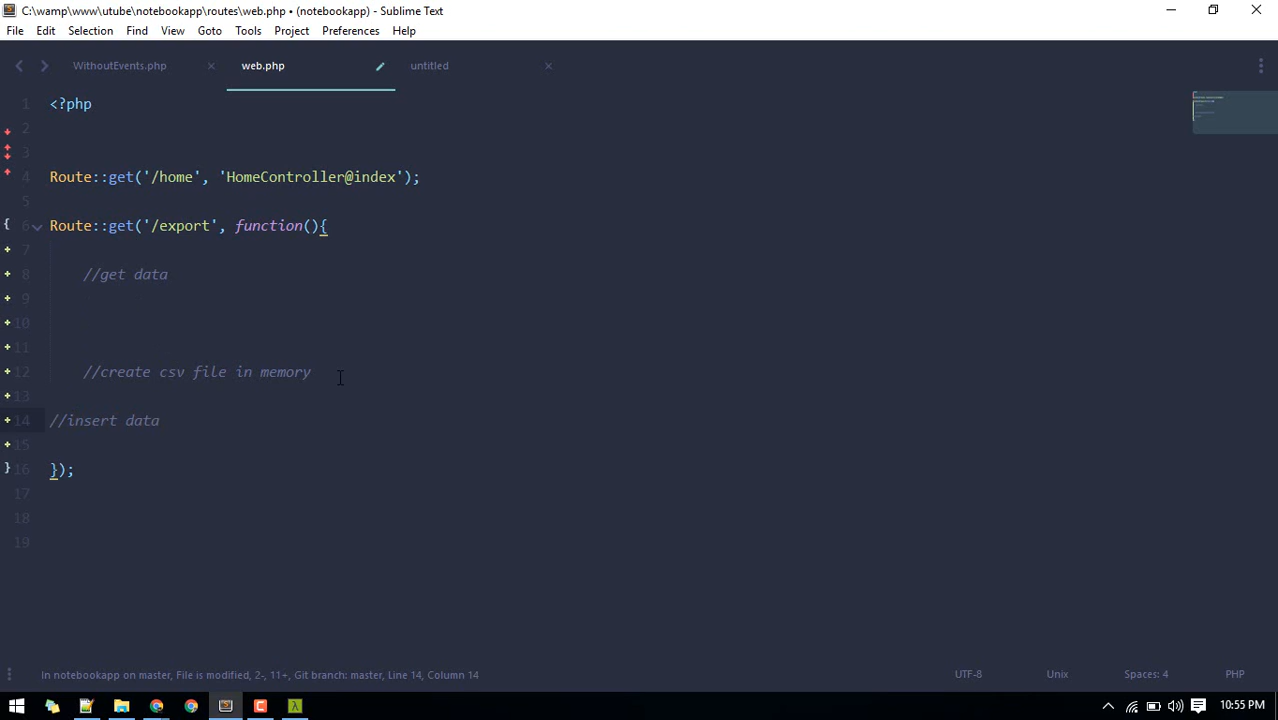 C:\wamp\www\utube\notebookapp\routes\web.php • (notebookapp) - Sublime Text
File Edit Selection Find View Goto Tools Project Preferences Help
WithoutEvents.php web.php untitled
1 <?php
2
3
4 Route::get('/home', 'HomeController@index');
5
6 Route::get('/export', function(){
7
8 //get data
9
10
11
12 //create csv file in memory
13
14 //insert data
15
16 });
17
18
19
In notebookapp on master, File is modified, 2-, 11+, Git branch: master, Line 14, Column 14 UTF-8 Unix Spaces: 4 PHP
10:55 PM